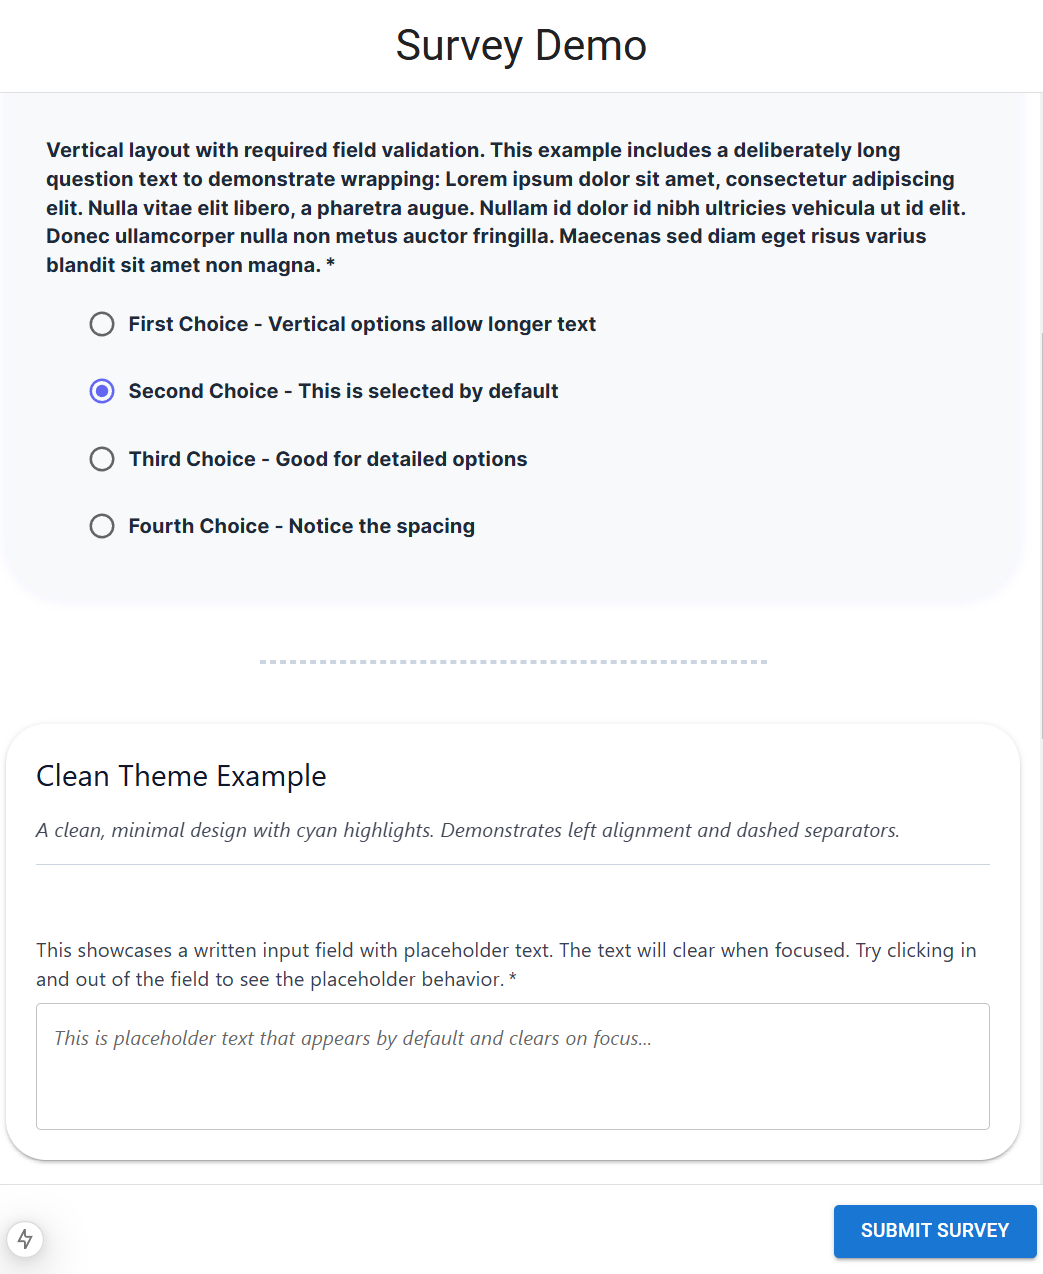 Survey Demo
Vertical layout with required field validation. This example includes a deliberately long
question text to demonstrate wrapping: Lorem ipsum dolor sit amet, consectetur adipiscing
elit. Nulla vitae elit libero, a pharetra augue. Nullam id dolor id nibh ultricies vehicula ut id elit.
Donec ullamcorper nulla non metus auctor fringilla. Maecenas sed diam eget risus varius
blandit sit amet non magna. *
First Choice - Vertical options allow longer text
Second Choice - This is selected by default
Third Choice - Good for detailed options
Fourth Choice - Notice the spacing
Clean Theme Example
A clean, minimal design with cyan highlights. Demonstrates left alignment and dashed separators.
This showcases a written input field with placeholder text. The text will clear when focused. Try clicking in
and out of the field to see the placeholder behavior. *
This is placeholder text that appears by default and clears on focus...
SUBMIT SURVEY